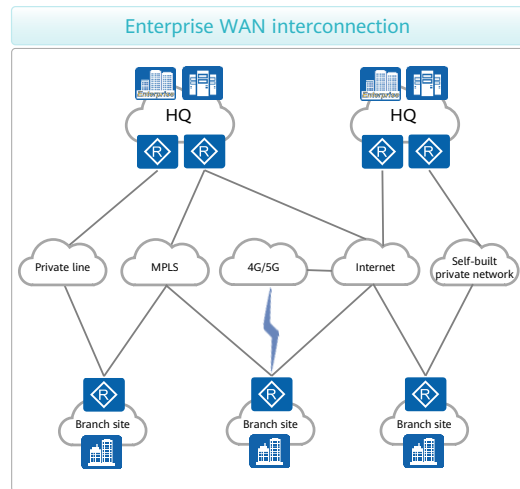 Enterprise WAN interconnection
Enterprise
Enterprise
HQ
HQ
R
R
R
R
Private line
MPLS
4G/5G
Internet
Self-built
private network
R
R
R
Branch site
Branch site
Branch site